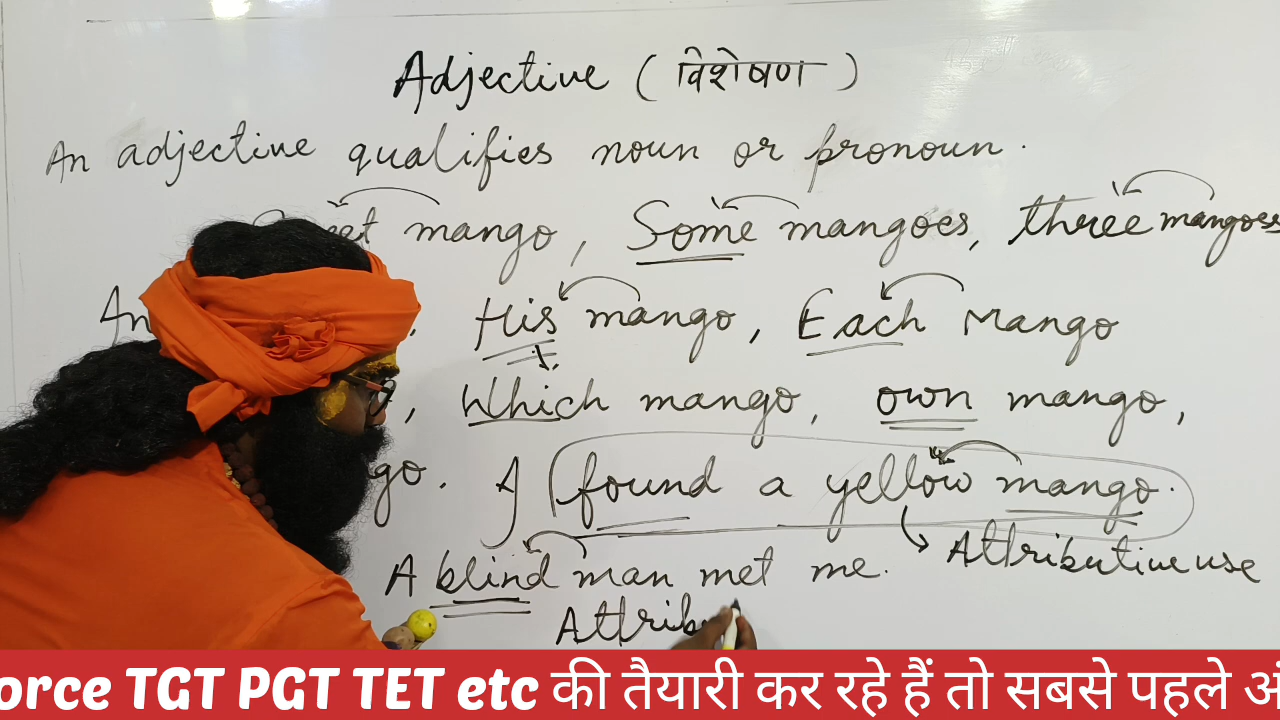 Adjective (विशेषण)
An adjective qualifies noun or pronoun.
mango, Some mangoes, three mangoes
His mango, Each Mango
, Which mango, own mango,
go. I found a yellow mango.
Attributive use
A blind man met me.
Attrib
orce TGT PGT TET etc की तैयारी कर रहे हैं तो सबसे पहले